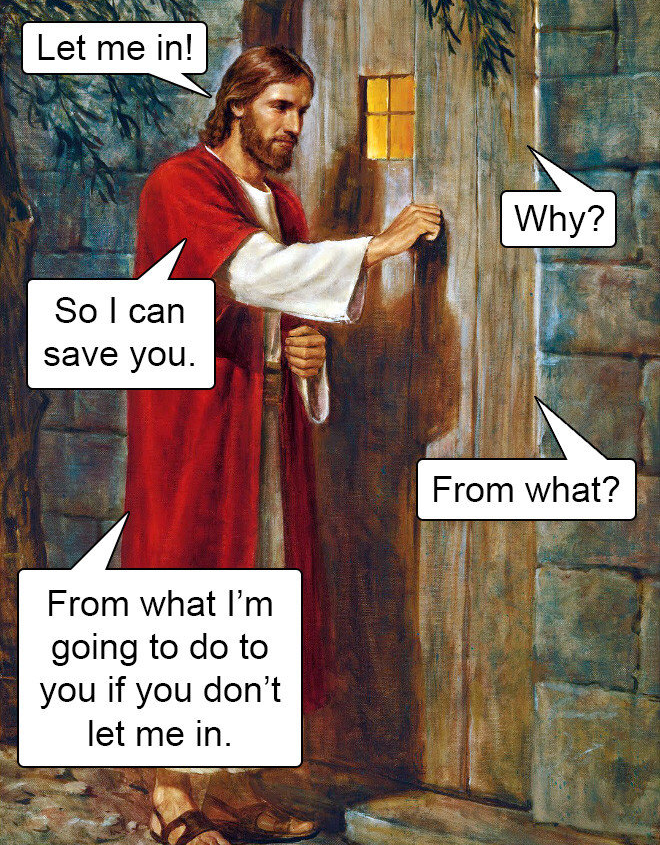 Let me in!
Why?
So I can
save you.
From what?
From what I’m
going to do to
you if you don’t
let me in.